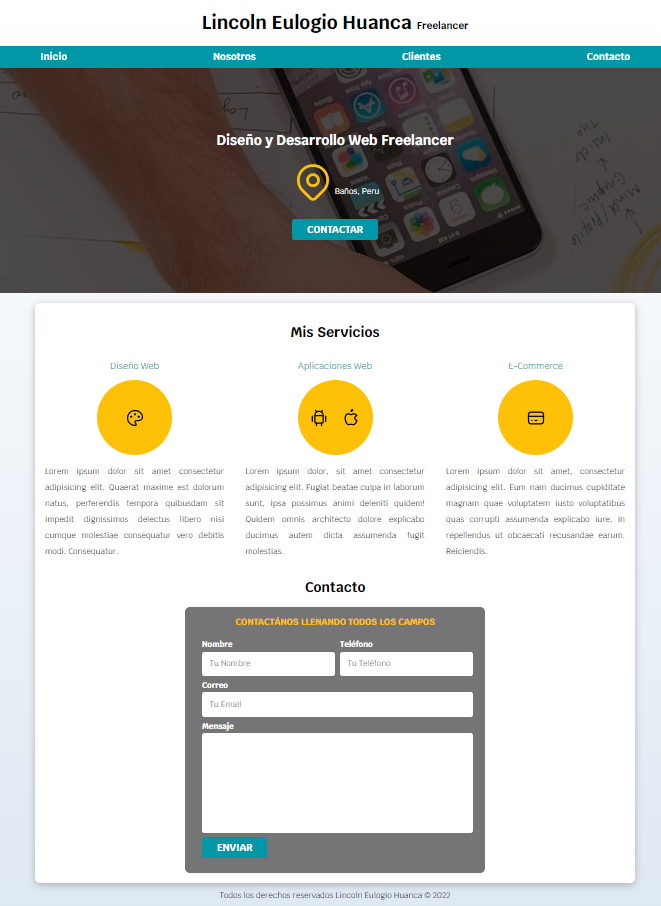 Lincoln Eulogio Huanca Freelancer
Inicio Nosotros Clientes Contacto
Diseño y Desarrollo Web Freelancer
Baños, Peru
CONTACTAR
Mis Servicios
Diseño Web
Lorem ipsum dolor sit amet consectetur
adipisicing elit. Quaerat maxime est dolorum
natus, perferendis tempora quibusdam sit
impedit dignissimos delectus libero nisi
cumque molestiae consequatur vero debitis
modi. Consequatur.
Aplicaciones Web
Lorem ipsum dolor, sit amet consectetur
adipisicing elit. Fugiat beatae culpa in laborum
sunt, ipsa possimus animi deleniti quidem!
Quidem omnis architecto dolore explicabo
ducimus autem dicta assumenda fugit
molestias.
E-Commerce
Lorem ipsum dolor sit amet, consectetur
adipisicing elit. Eum nam ducimus cupiditate
magnam quae voluptatem iusto voluptatibus
quas corrupti assumenda explicabo iure, in
repellendus ut obcaecati recusandae earum.
Reiciendis.
Contacto
CONTACTÁNOS LLENANDO TODOS LOS CAMPOS
Nombre Teléfono
Tu Nombre Tu Teléfono
Correo
Tu Email
Mensaje
ENVIAR
Todos los derechos reservados Lincoln Eulogio Huanca © 2022